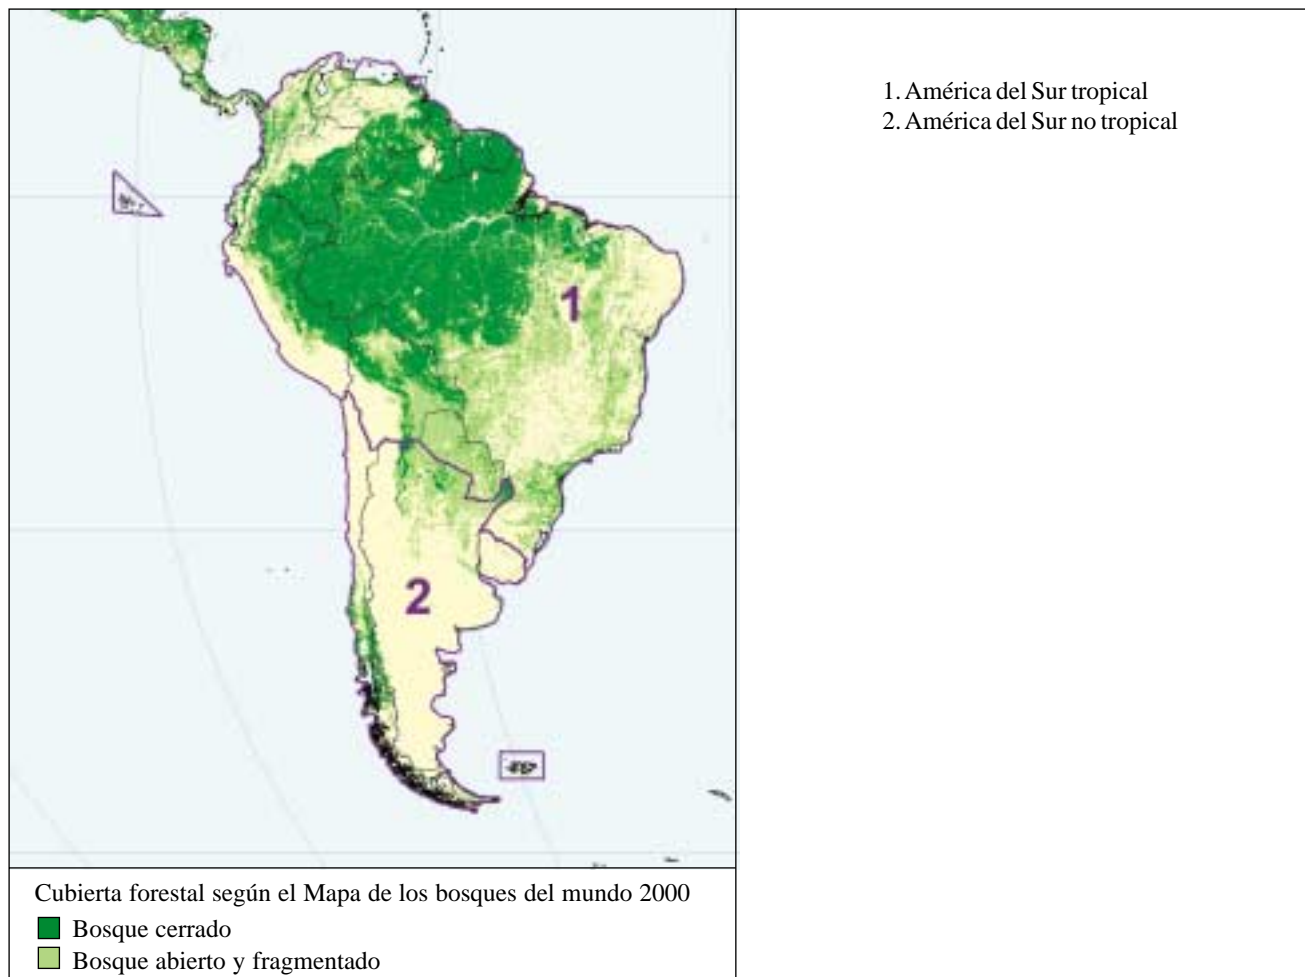 1. América del Sur tropical
2. América del Sur no tropical
1
2
Cubierta forestal según el Mapa de los bosques del mundo 2000
Bosque cerrado
Bosque abierto y fragmentado